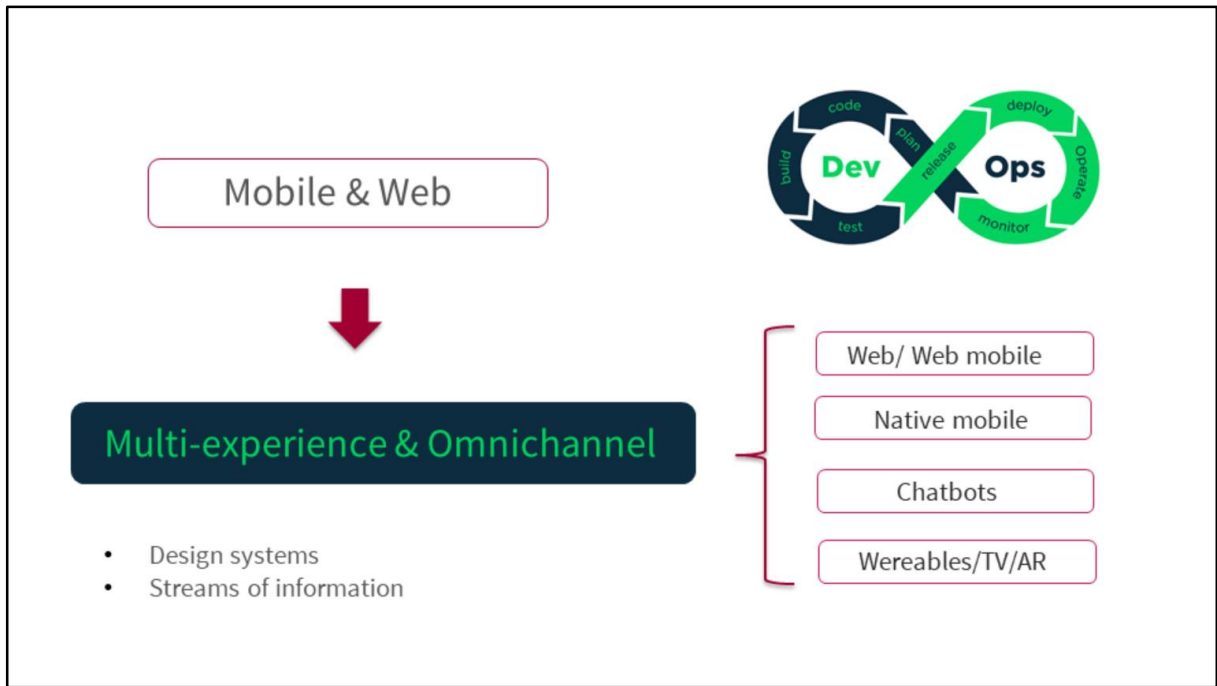 Mobile & Web
code
plan
build
Dev
test
release
deploy
Ops
Operate
monitor
Multi-experience & Omnichannel
• Design systems
• Streams of information
Web/ Web mobile
Native mobile
Chatbots
Wereables/TV/AR